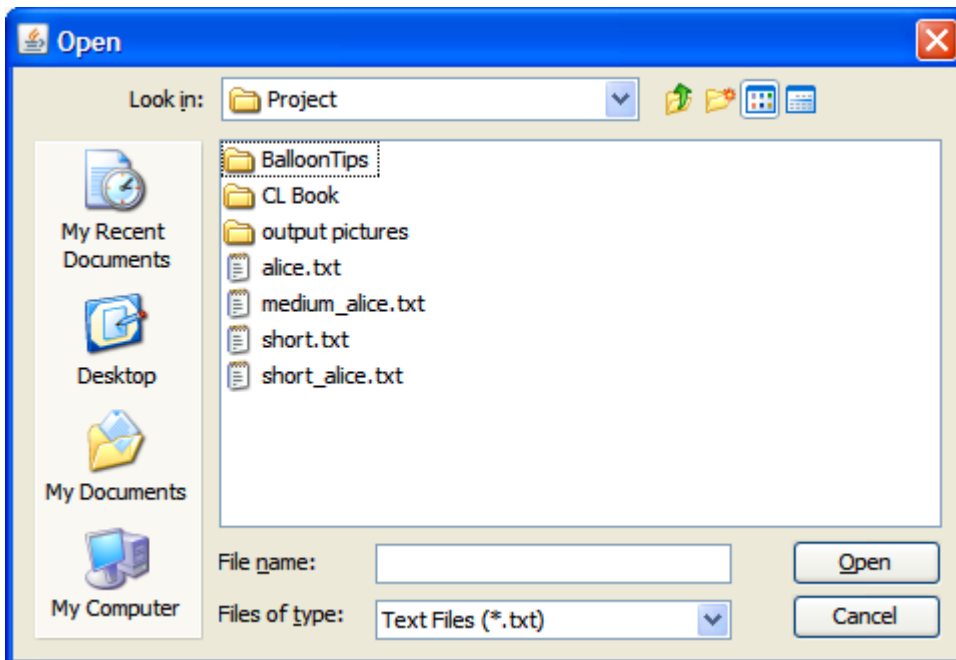 Open
Look in: Project
My Recent
Documents
Desktop
My Documents
My Computer
BalloonTips
CL Book
output pictures
alice.txt
medium_alice.txt
short.txt
short_alice.txt
File name:
Open
Files of type: Text Files (*.txt)
Cancel